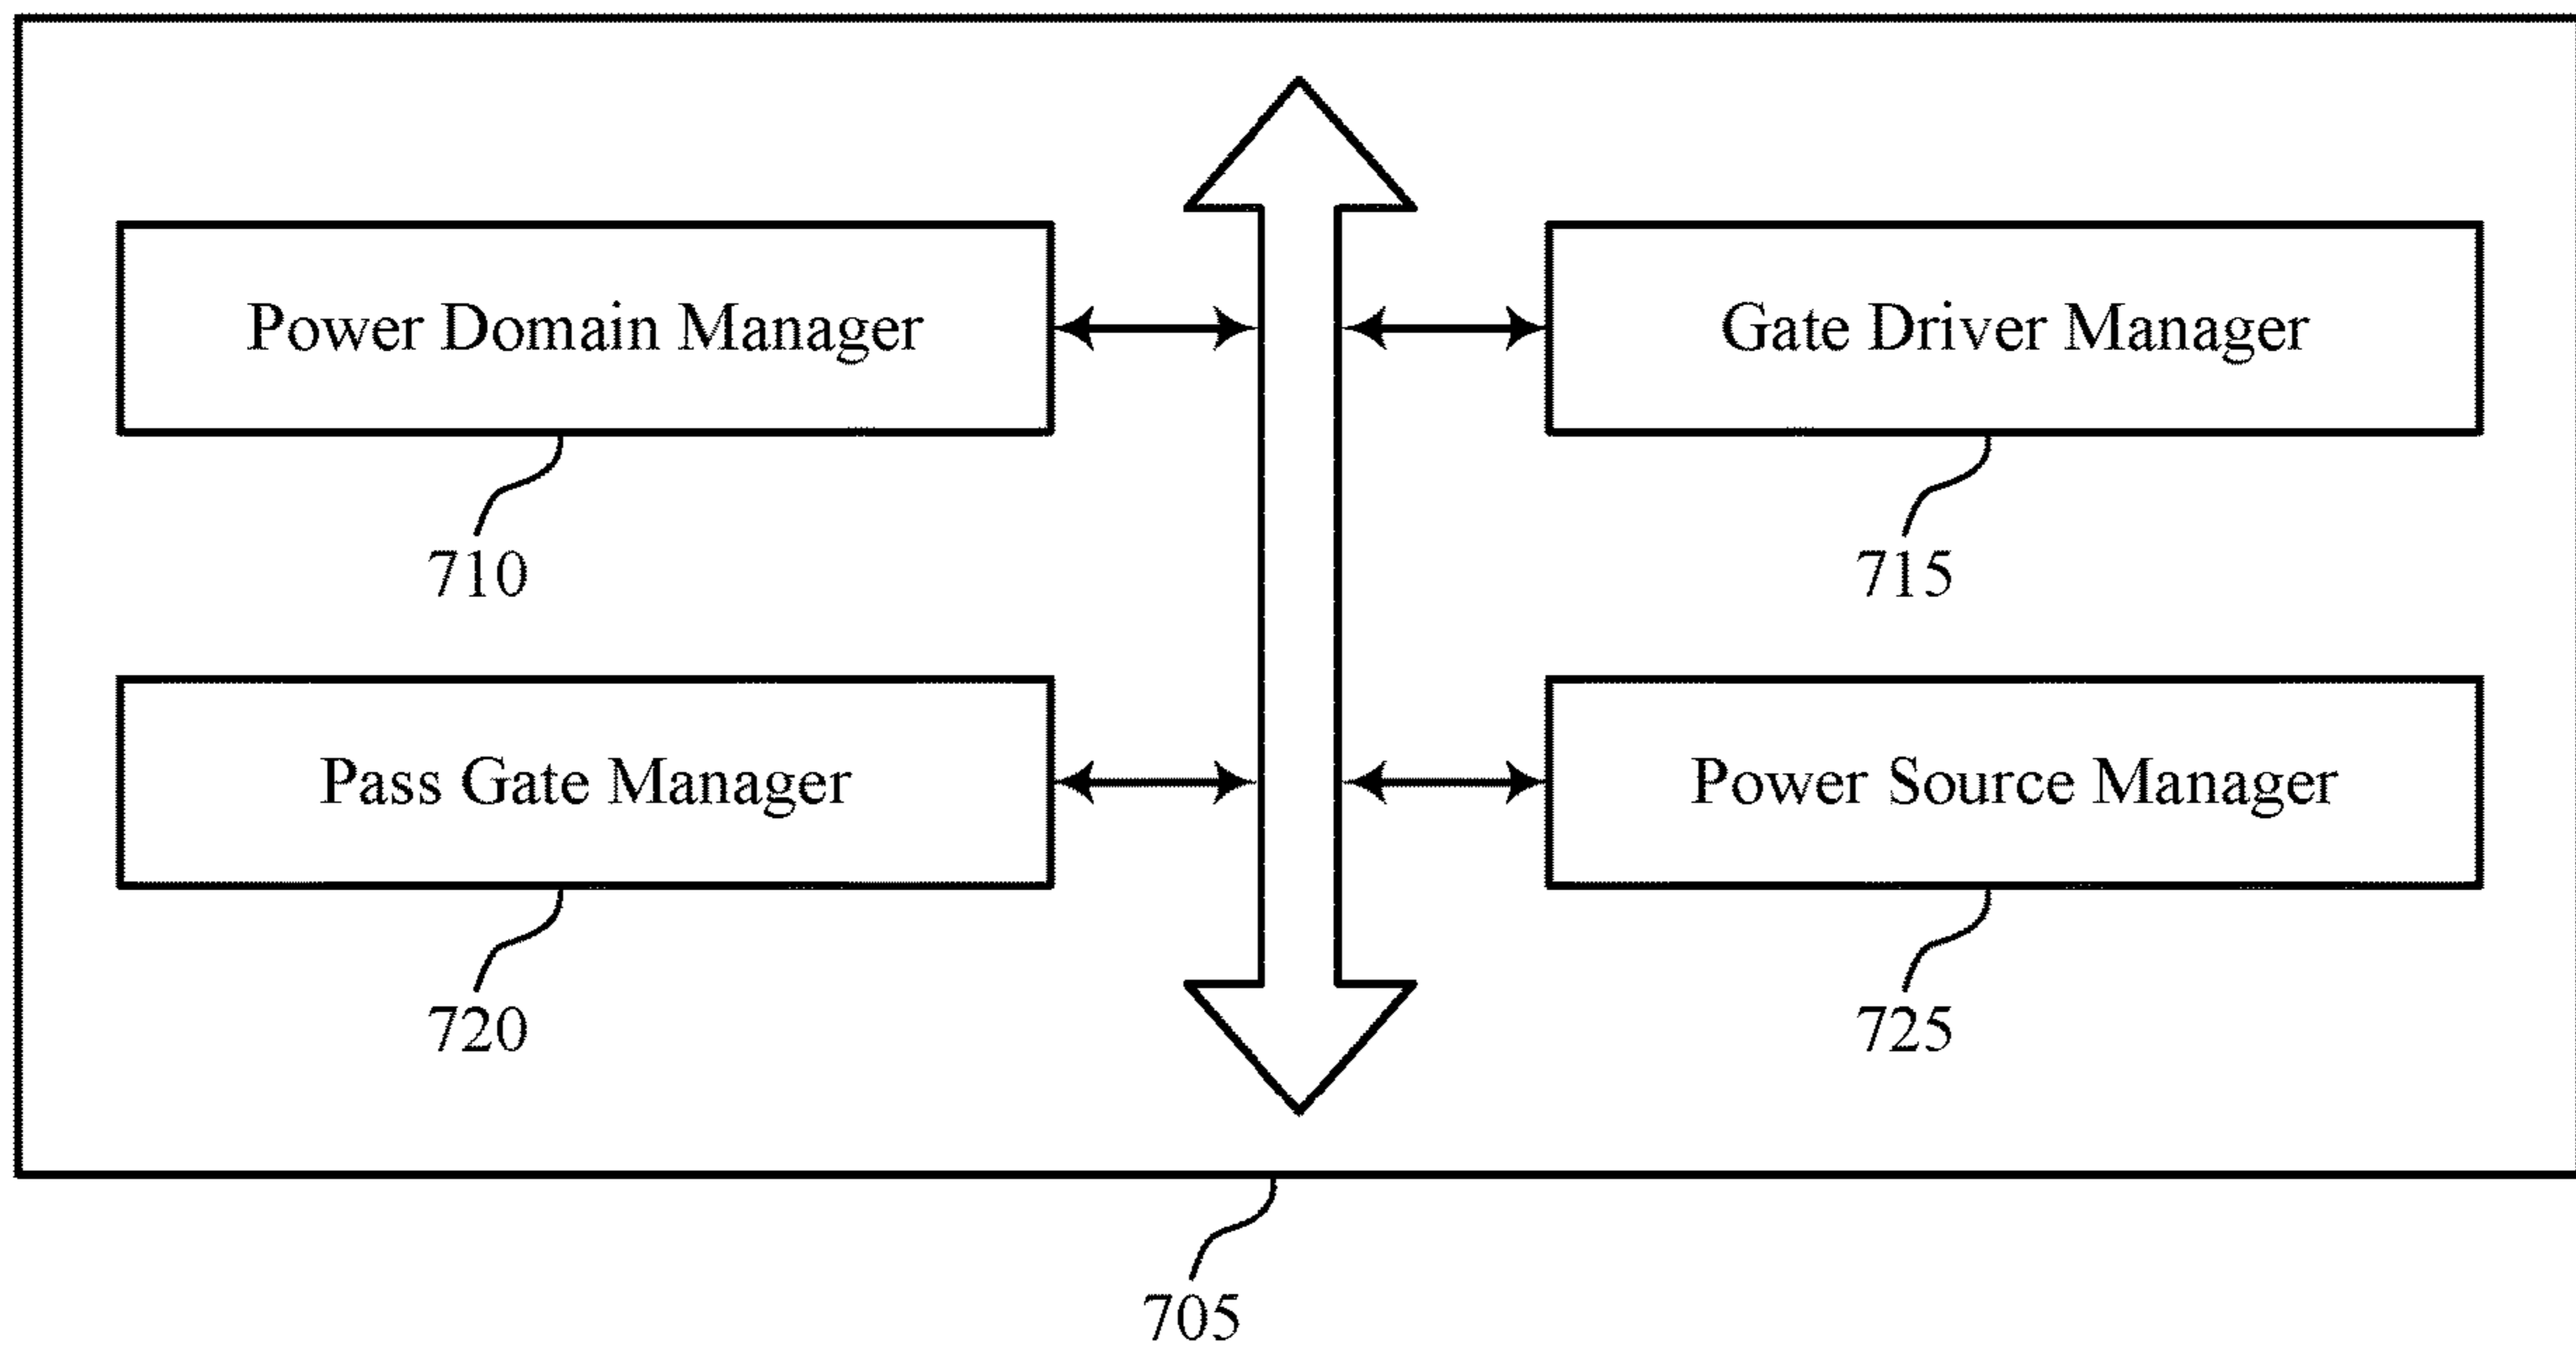 Power Domain Manager
Gate Driver Manager
710
715
Pass Gate Manager
Power Source Manager
720
725
705